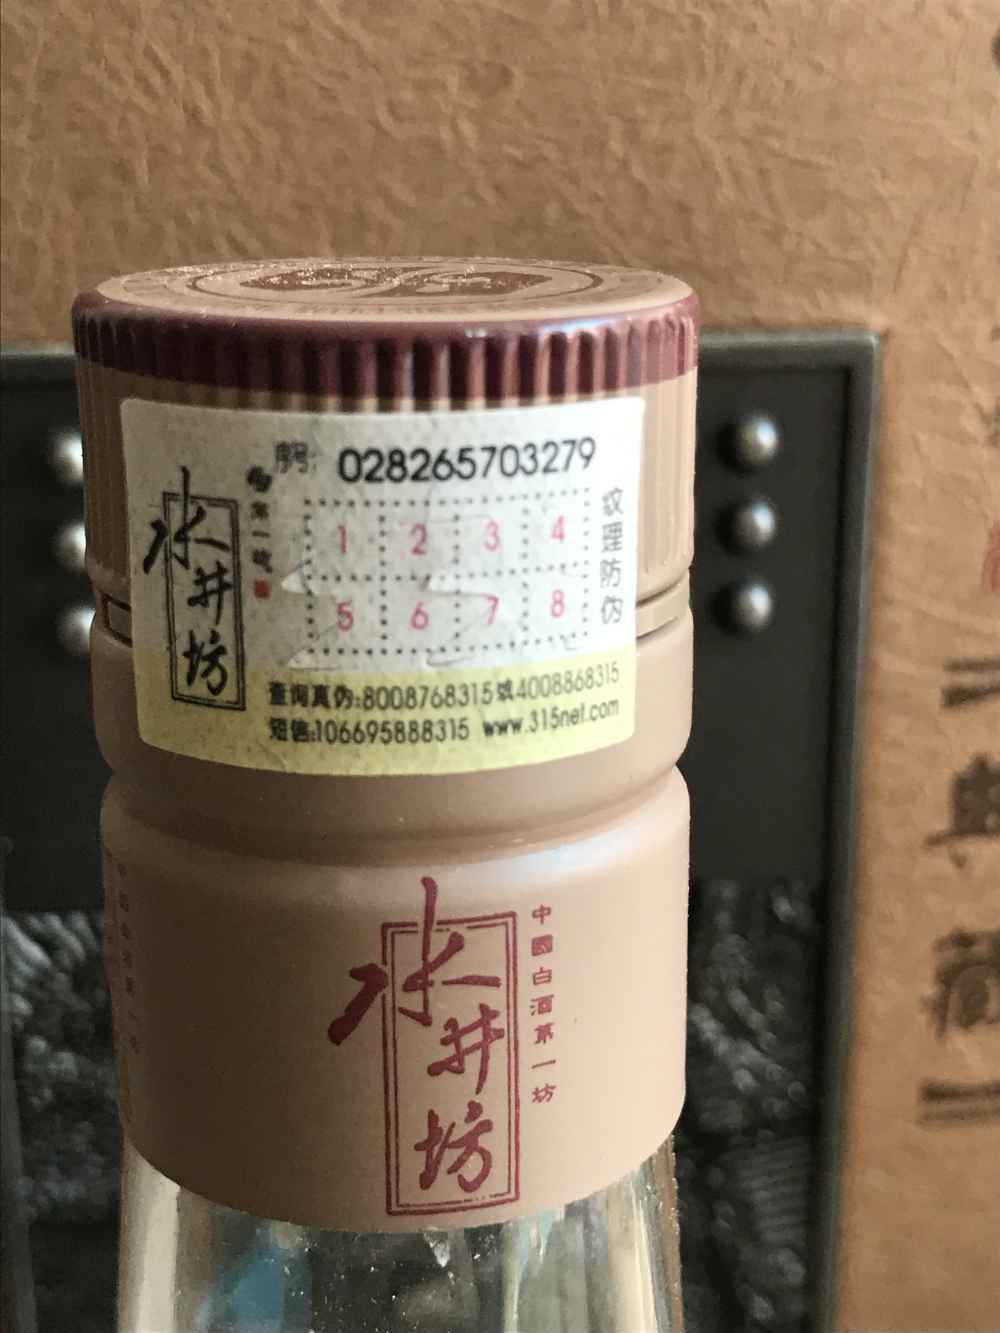 序号: 028265703279
水井坊
第一坊
1 2 3 4
5 6 7 8
纹理防伪
查询真伪:8008768315或4008868315
短信:106695888315 www.315net.com
水井坊
中國白酒第一坊